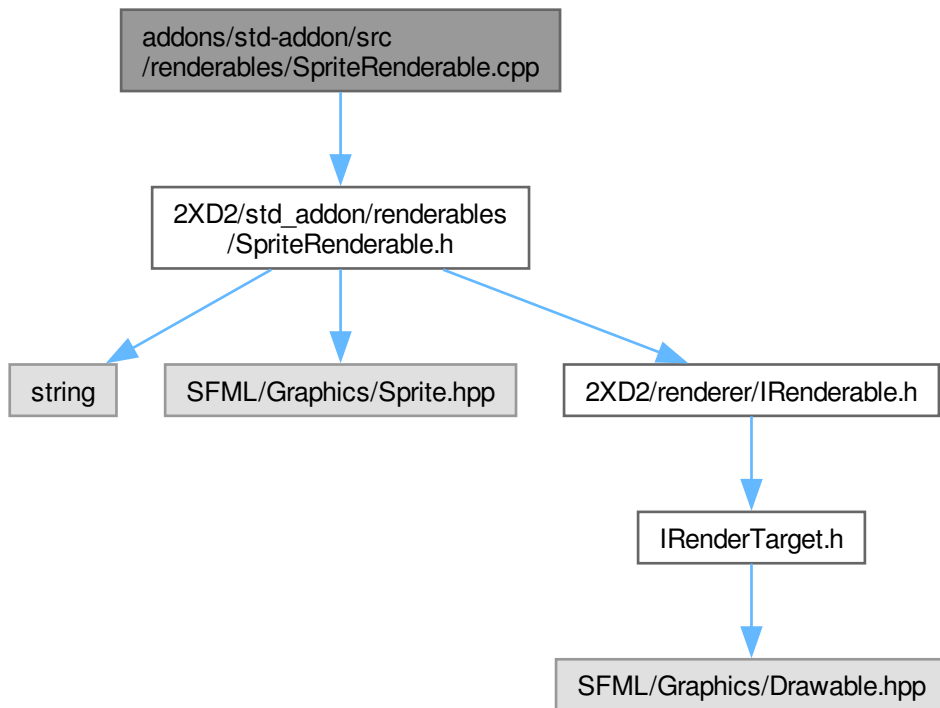 addons/std-addon/src
/renderables/SpriteRenderable.cpp
2XD2/std_addon/renderables
/SpriteRenderable.h
string
SFML/Graphics/Sprite.hpp
2XD2/renderer/IRenderable.h
IRenderTarget.h
SFML/Graphics/Drawable.hpp